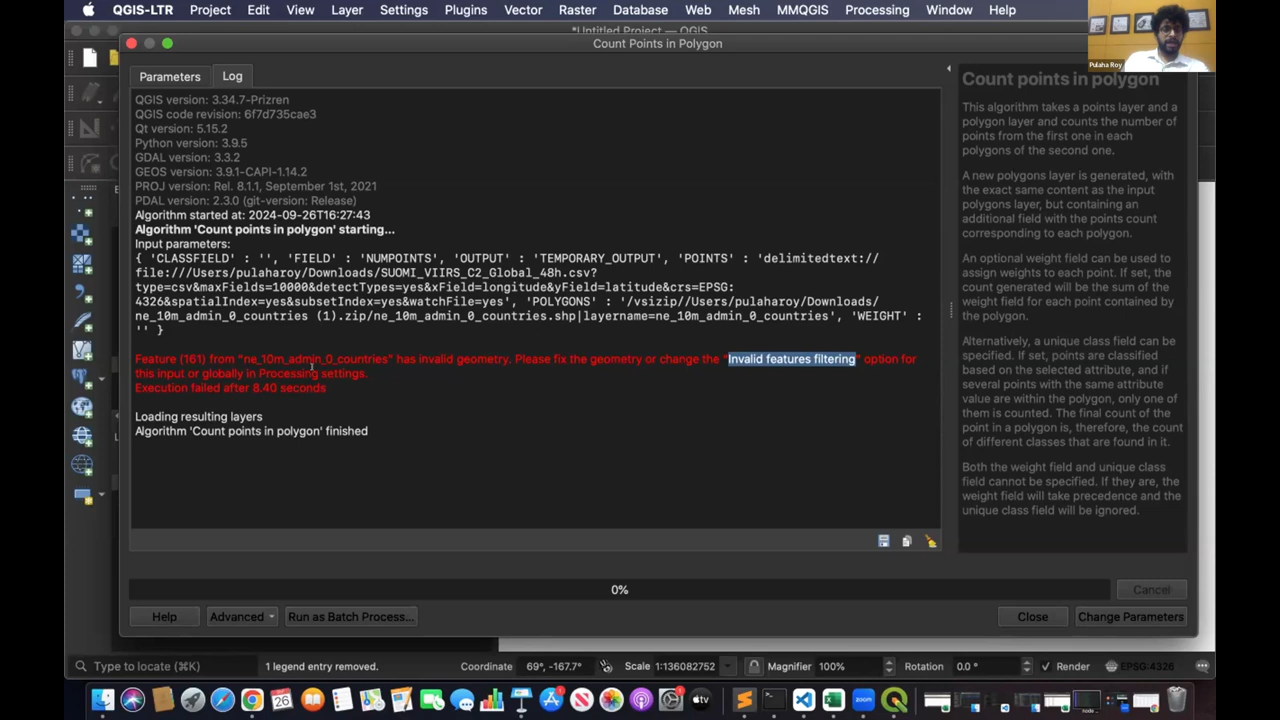 QGIS-LTR Project Edit View Layer Settings Plugins Vector Raster Database Web Mesh MMQGIS Processing Window Help
*Untitled Project — QGIS
Count Points in Polygon
Pulaha Roy
Parameters Log
QGIS version: 3.34.7-Prizren
QGIS code revision: 6f7d735cae3
Qt version: 5.15.2
Python version: 3.9.5
GDAL version: 3.3.2
GEOS version: 3.9.1-CAPI-1.14.2
PROJ version: Rel. 8.1.1, September 1st, 2021
PDAL version: 2.3.0 (git-version: Release)
Algorithm started at: 2024-09-26T16:27:43
Algorithm 'Count points in polygon' starting...
Input parameters:
{ 'CLASSFIELD' : '', 'FIELD' : 'NUMPOINTS', 'OUTPUT' : 'TEMPORARY_OUTPUT', 'POINTS' : 'delimitedtext://
file:///Users/pulaharoy/Downloads/SUOMI_VIIRS_C2_Global_48h.csv?
type=csv&maxFields=10000&detectTypes=yes&xField=longitude&yField=latitude&crs=EPSG:
4326&spatialIndex=yes&subsetIndex=yes&watchFile=yes', 'POLYGONS' : '/vsizip//Users/pulaharoy/Downloads/
ne_10m_admin_0_countries (1).zip/ne_10m_admin_0_countries.shp|layername=ne_10m_admin_0_countries', 'WEIGHT' :
'' }
Feature (161) from "ne_10m_admin_0_countries" has invalid geometry. Please fix the geometry or change the "Invalid features filtering" option for
this input or globally in Processing settings.
Execution failed after 8.40 seconds
Loading resulting layers
Algorithm 'Count points in polygon' finished
Count points in polygon
This algorithm takes a points layer and a
polygon layer and counts the number of
points from the first one in each
polygons of the second one.
A new polygons layer is generated, with
the exact same content as the input
polygons layer, but containing an
additional field with the points count
corresponding to each polygon.
An optional weight field can be used to
assign weights to each point. If set, the
count generated will be the sum of the
weight field for each point contained by
the polygon.
Alternatively, a unique class field can be
specified. If set, points are classified
based on the selected attribute, and if
several points with the same attribute
value are within the polygon, only one of
them is counted. The final count of the
point in a polygon is, therefore, the count
of different classes that are found in it.
Both the weight field and unique class
field cannot be specified. If they are, the
weight field will take precedence and the
unique class field will be ignored.
0% Cancel
Help Advanced Run as Batch Process... Close Change Parameters
Type to locate (⌘K) 1 legend entry removed. Coordinate 69°, -167.7° Scale 1:136082752 Magnifier 100% Rotation 0.0 ° Render EPSG:4326